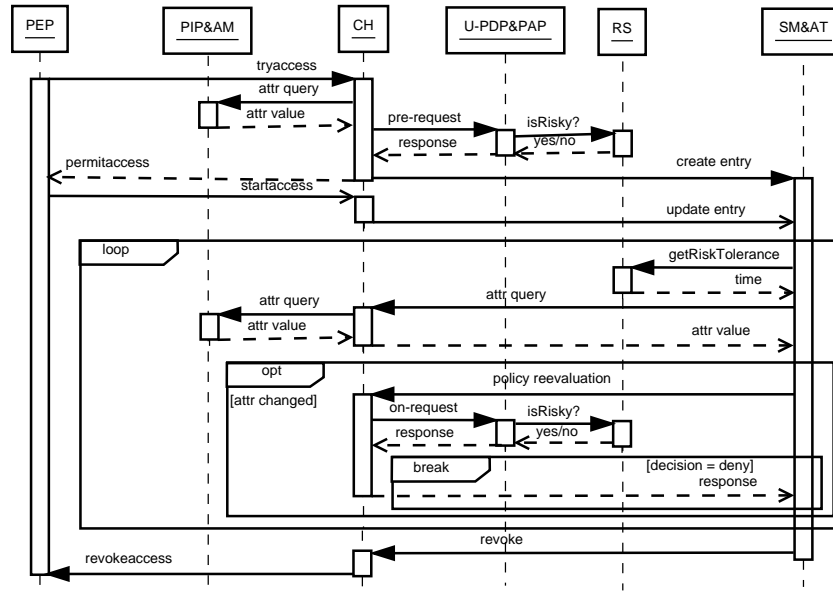 PEP PIP&AM CH U-PDP&PAP RS SM&AT
tryaccess
attr query
attr value
pre-request isRisky?
response yes/no
permitaccess create entry
startaccess
update entry
loop
getRiskTolerance
time
attr query attr query
attr value attr value
opt policy reevaluation
[attr changed] on-request isRisky?
response yes/no
break [decision = deny]
response
revoke
revokeaccess